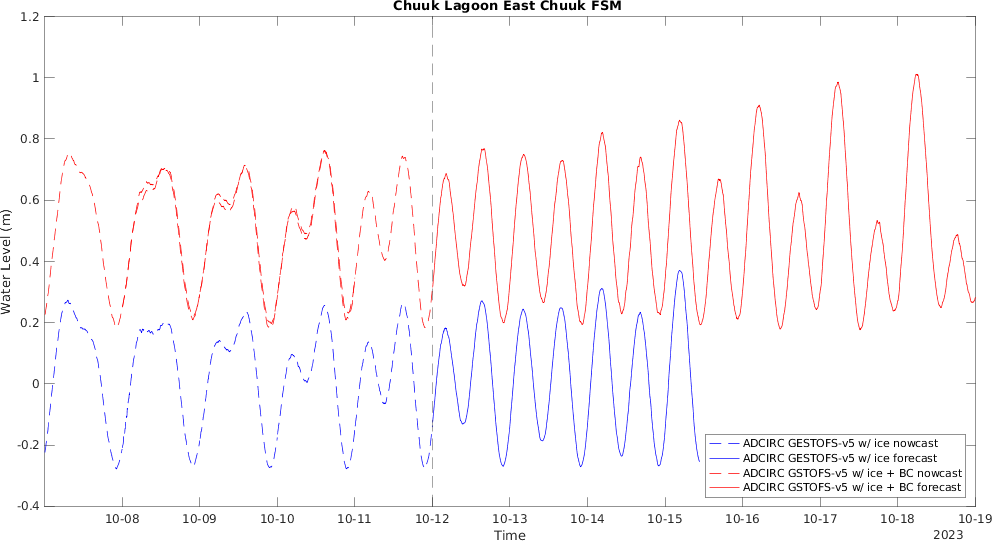 Chuuk Lagoon East Chuuk FSM
1.2
1
0.8
0.6
0.4
0.2
0
-0.2
-0.4
Water Level (m)
10-08 10-09 10-10 10-11 10-12 10-13 10-14 10-15 10-16 10-17 10-18 10-19
Time
2023
ADCIRC GESTOFS-v5 w/ ice nowcast
ADCIRC GESTOFS-v5 w/ ice forecast
ADCIRC GSTOFS-v5 w/ ice + BC nowcast
ADCIRC GSTOFS-v5 w/ ice + BC forecast